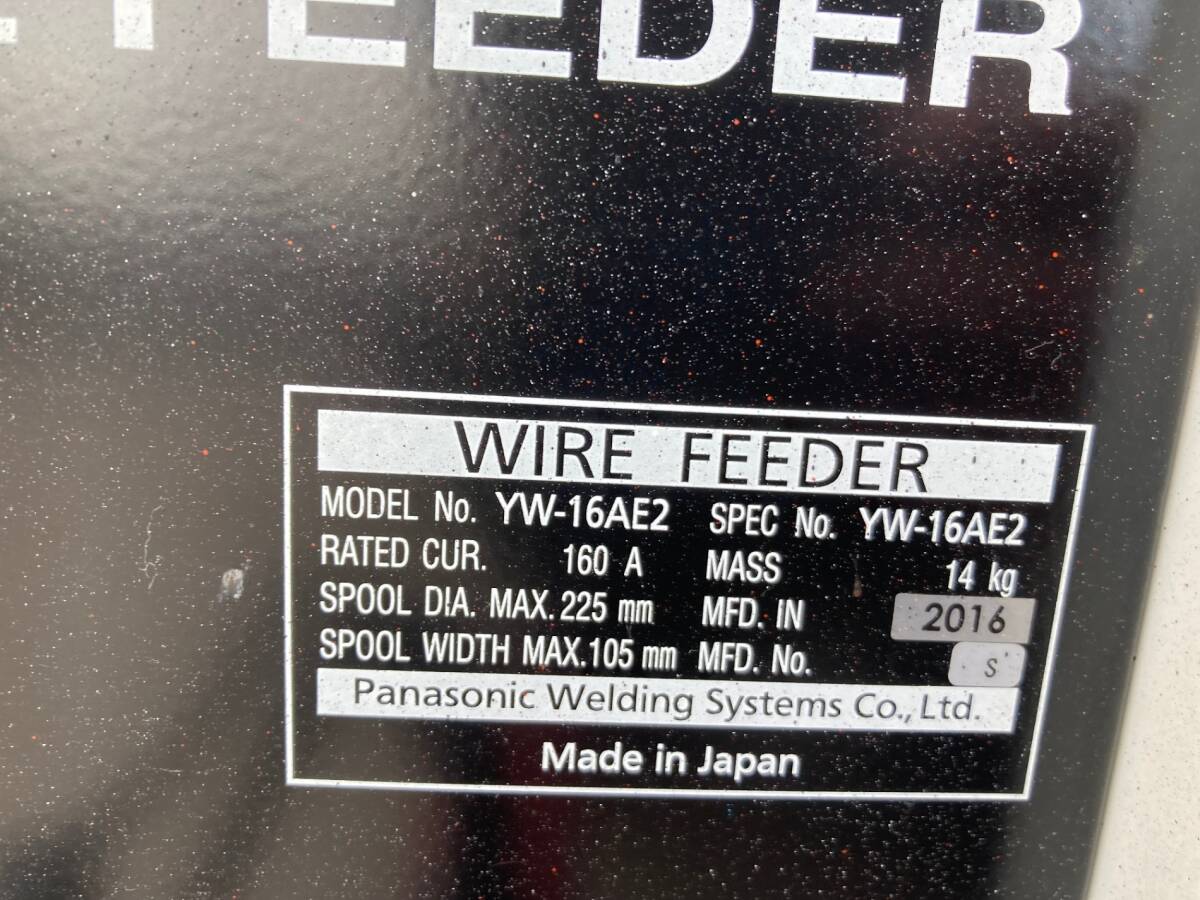 FEEDER
WIRE FEEDER
MODEL No. YW-16AE2 SPEC No. YW-16AE2
RATED CUR. 160 A MASS 14 kg
SPOOL DIA. MAX. 225 mm MFD. IN 2016
SPOOL WIDTH MAX. 105 mm MFD. No. S
Panasonic Welding Systems Co., Ltd.
Made in Japan